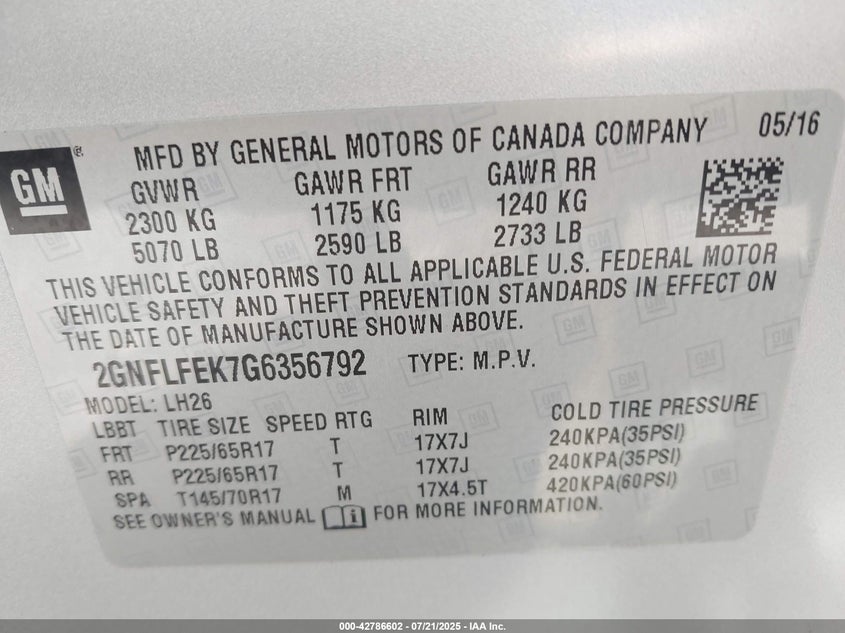 MFD BY GENERAL MOTORS OF CANADA COMPANY 05/16
GM®
GVWR GAWR FRT GAWR RR
2300 KG 1175 KG 1240 KG
5070 LB 2590 LB 2733 LB
THIS VEHICLE CONFORMS TO ALL APPLICABLE U.S. FEDERAL MOTOR
VEHICLE SAFETY AND THEFT PREVENTION STANDARDS IN EFFECT ON
THE DATE OF MANUFACTURE SHOWN ABOVE.
2GNFLFEK7G6356792 TYPE: M.P.V.
MODEL: LH26
LBBT TIRE SIZE SPEED RTG RIM COLD TIRE PRESSURE
FRT P225/65R17 T 17X7J 240KPA(35PSI)
RR P225/65R17 T 17X7J 240KPA(35PSI)
SPA T145/70R17 M 17X4.5T 420KPA(60PSI)
SEE OWNER'S MANUAL FOR MORE INFORMATION.
000-42786602 - 07/21/2025 - IAA Inc.